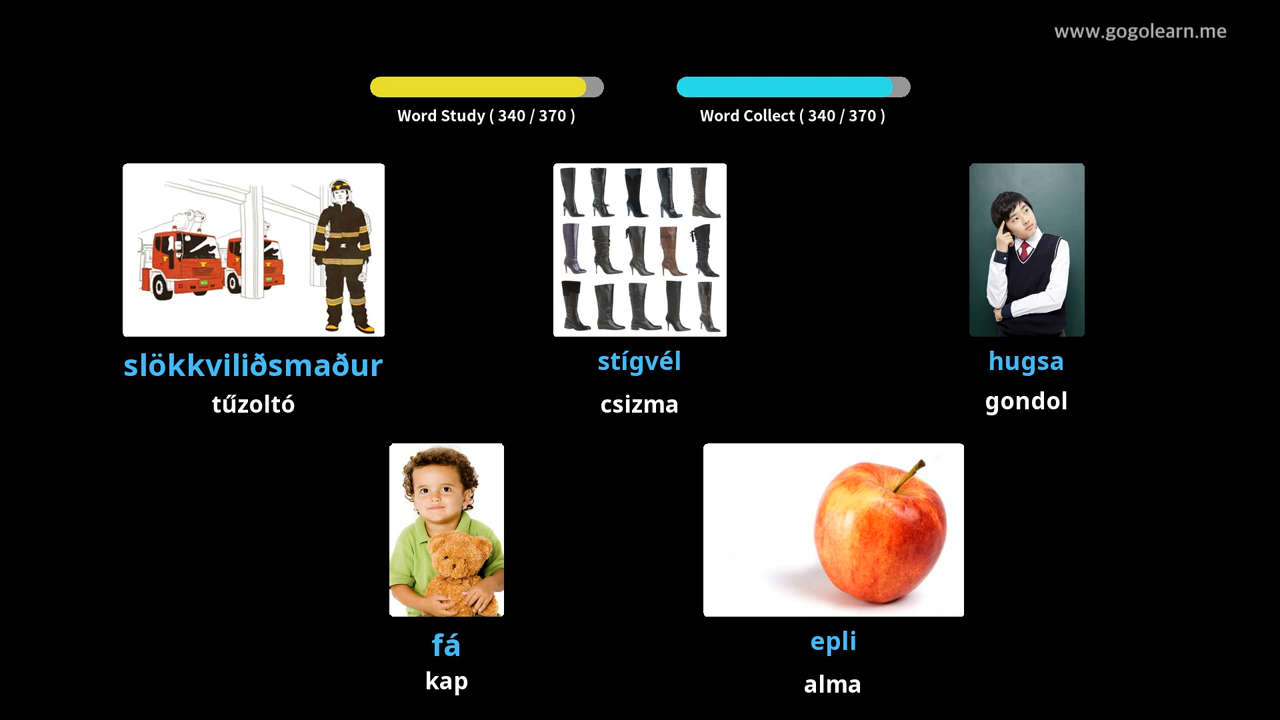 www.gogolearn.me
Word Study ( 340 / 370 )
Word Collect ( 340 / 370 )
slökkviliðsmaður
tűzoltó
stígvél
csizma
hugsa
gondol
fá
kap
epli
alma